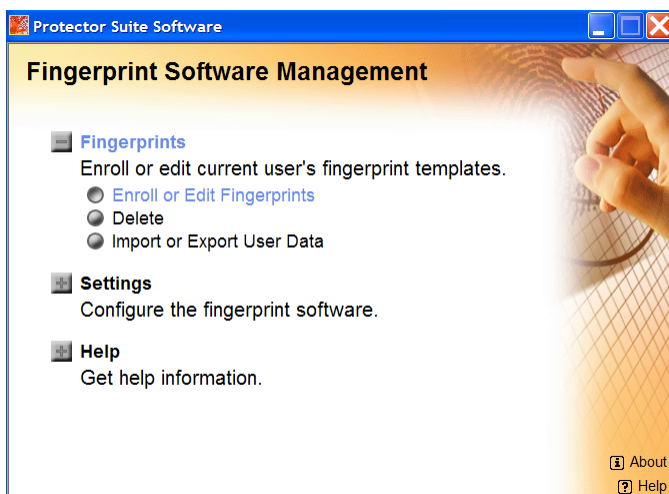 Protector Suite Software
Fingerprint Software Management
Fingerprints
Enroll or edit current user's fingerprint templates.
Enroll or Edit Fingerprints
Delete
Import or Export User Data
Settings
Configure the fingerprint software.
Help
Get help information.
About
Help